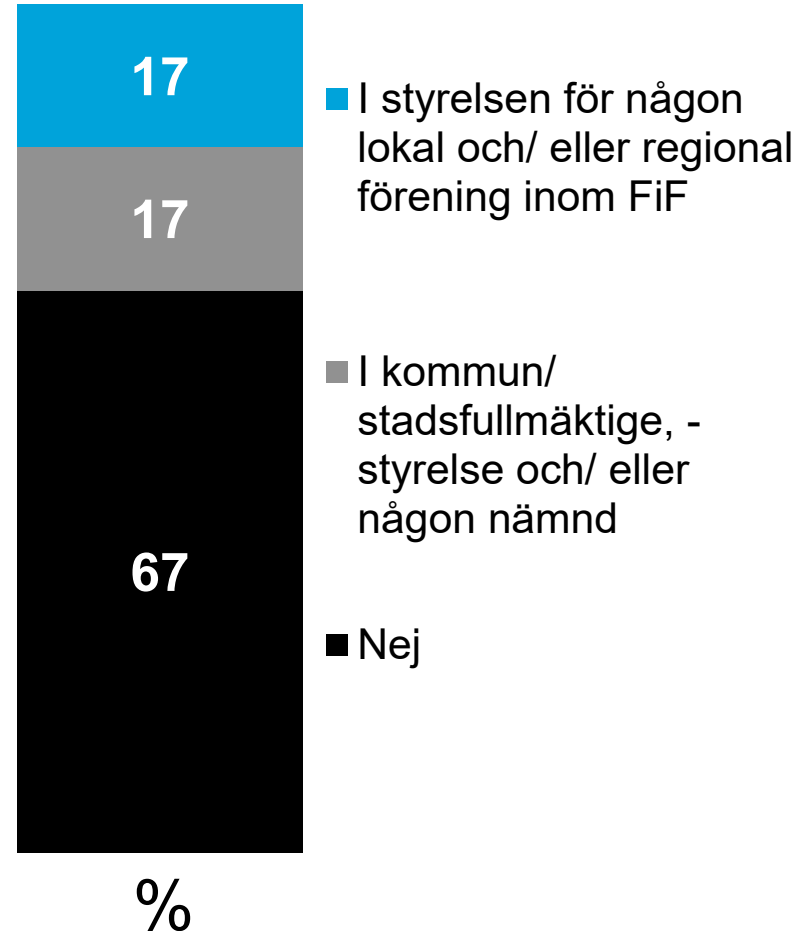 17
I styrelsen för någon
lokal och/ eller regional
förening inom FiF
17
I kommun/
stadsfullmäktige, -
styrelse och/ eller
någon nämnd
67
Nej
%